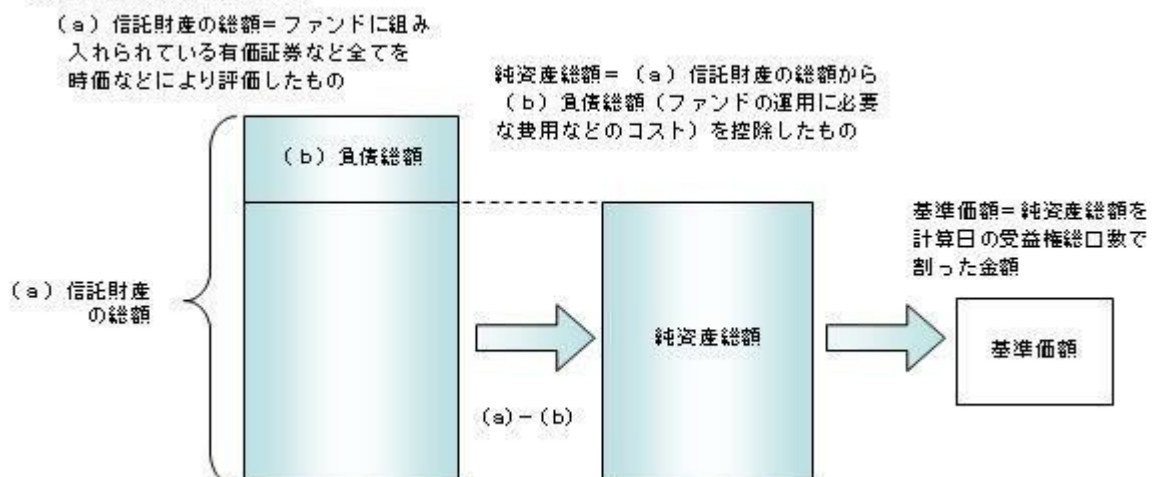 (a)信託財産の総額=ファンドに組み
入れられている有価証券など全てを
時価などにより評価したもの
純資産総額=(a)信託財産の総額から
(b)負債総額(ファンドの運用に必要
な費用などのコスト)を控除したもの
(b)負債総額
基準価額=純資産総額を
計算日の受益権総口数で
割った金額
(a)信託財産
の総額
純資産総額
基準価額
(a)-(b)